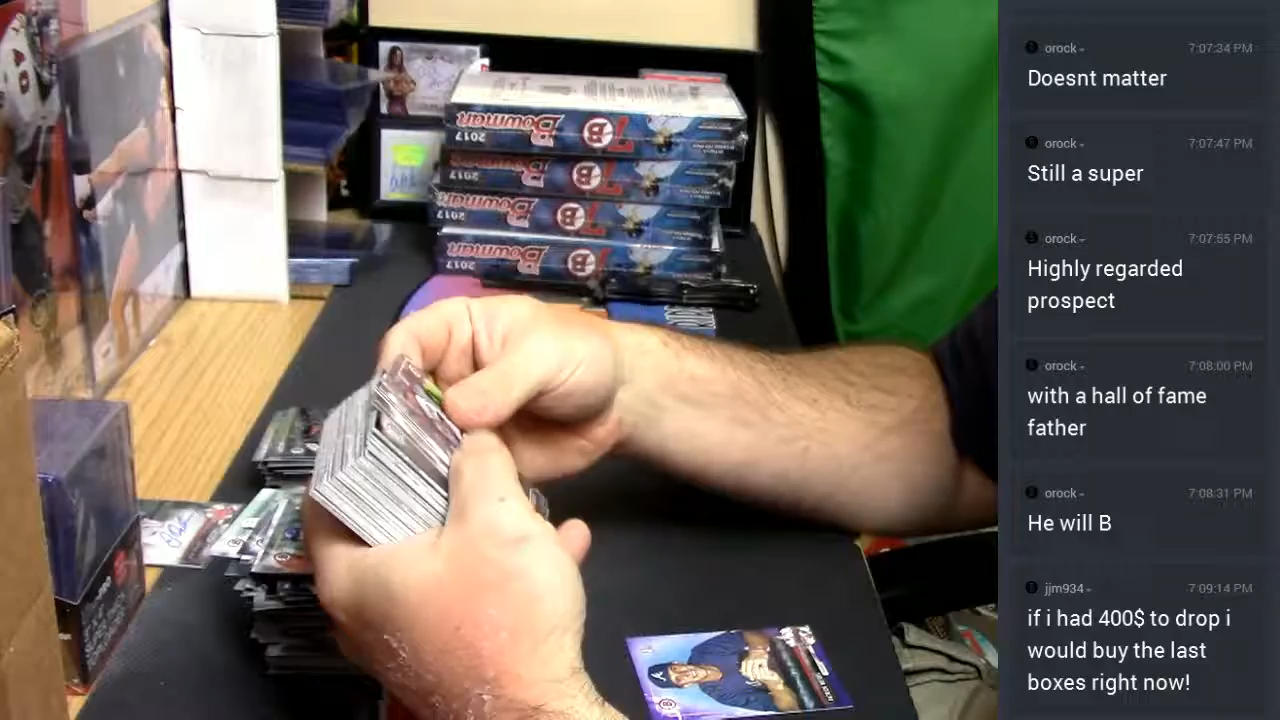 orock
7:07:34 PM
Doesnt matter
orock
7:07:47 PM
Still a super
orock
7:07:55 PM
Highly regarded
prospect
orock
7:08:00 PM
with a hall of fame
father
orock
7:08:31 PM
He will B
jjm934
7:09:14 PM
if i had 400$ to drop i
would buy the last
boxes right now!
Bowman
2017
B
Bowman
B
Bowman
2017
B
Bowman
2017
B